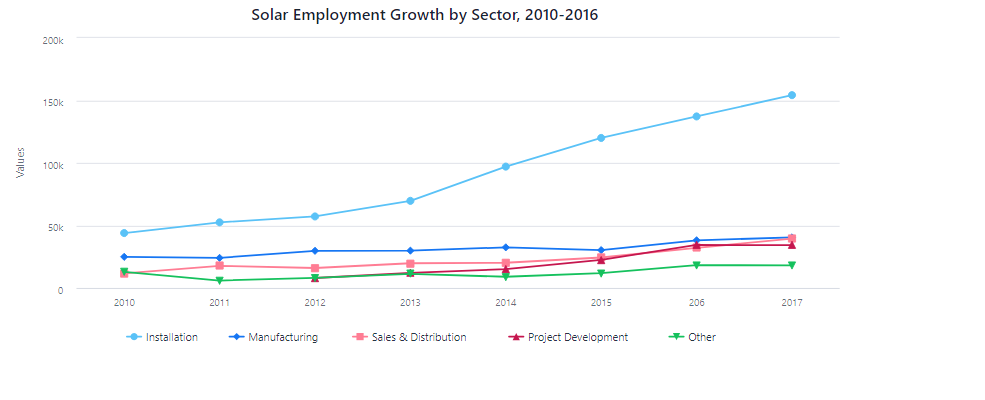 Solar Employment Growth by Sector, 2010-2016
200k
150k
100k
50k
0
Values
2010 2011 2012 2013 2014 2015 206 2017
Installation Manufacturing Sales & Distribution Project Development Other